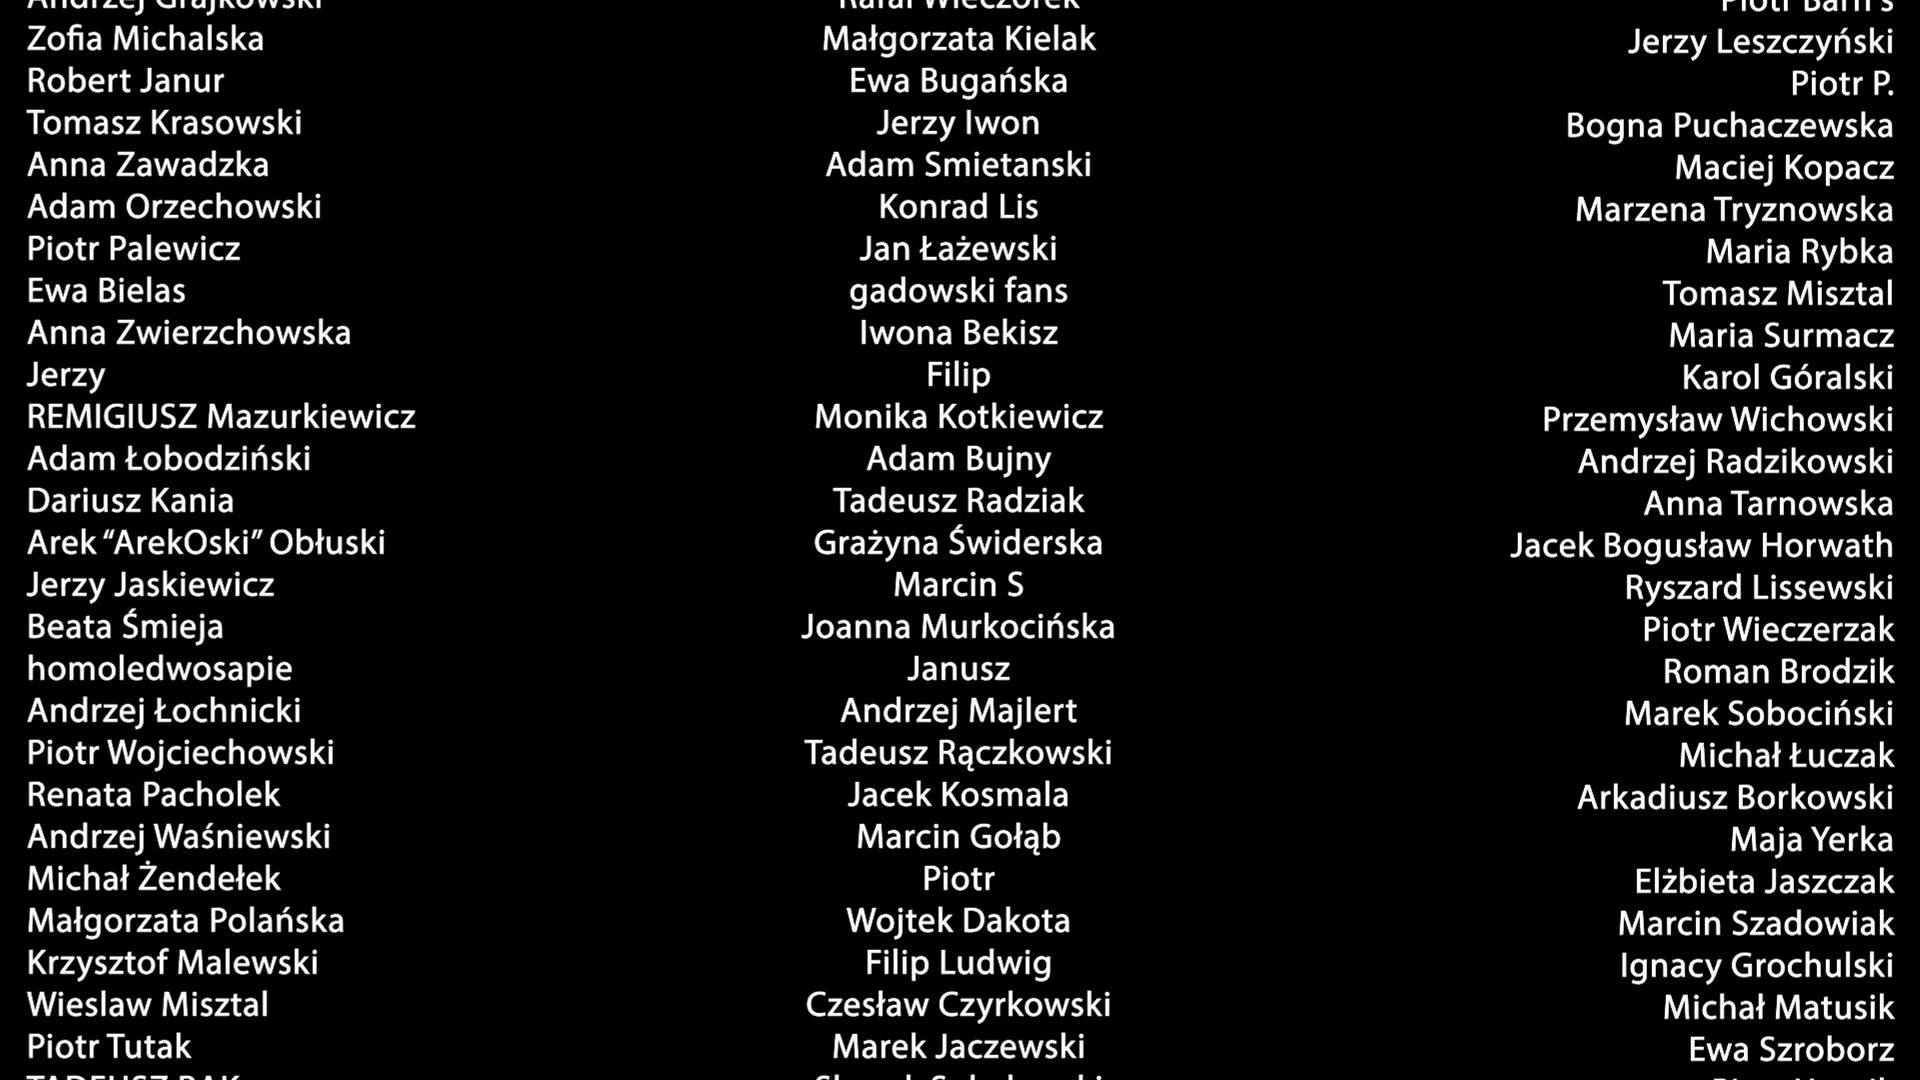 Andrzej Grajkowski
Zofia Michalska
Robert Janur
Tomasz Krasowski
Anna Zawadzka
Adam Orzechowski
Piotr Palewicz
Ewa Bielas
Anna Zwierzchowska
Jerzy
REMIGIUSZ Mazurkiewicz
Adam Łobodziński
Dariusz Kania
Arek “ArekOski” Obłuski
Jerzy Jaskiewicz
Beata Śmieja
homoledwosapie
Andrzej Łochnicki
Piotr Wojciechowski
Renata Pacholek
Andrzej Waśniewski
Michał Żendełek
Małgorzata Polańska
Krzysztof Malewski
Wieslaw Misztal
Piotr Tutak
TADEUSZ
Rafał Wieczorek
Małgorzata Kielak
Ewa Bugańska
Jerzy Iwon
Adam Smietanski
Konrad Lis
Jan Łażewski
gadowski fans
Iwona Bekisz
Filip
Monika Kotkiewicz
Adam Bujny
Tadeusz Radziak
Grażyna Świderska
Marcin S
Joanna Murkocińska
Janusz
Andrzej Majlert
Tadeusz Rączkowski
Jacek Kosmala
Marcin Gołąb
Piotr
Wojtek Dakota
Filip Ludwig
Czesław Czyrkowski
Marek Jaczewski
Piotr Barn's
Jerzy Leszczyński
Piotr P.
Bogna Puchaczewska
Maciej Kopacz
Marzena Tryznowska
Maria Rybka
Tomasz Misztal
Maria Surmacz
Karol Góralski
Przemysław Wichowski
Andrzej Radzikowski
Anna Tarnowska
Jacek Bogusław Horwath
Ryszard Lissewski
Piotr Wieczerzak
Roman Brodzik
Marek Sobociński
Michał Łuczak
Arkadiusz Borkowski
Maja Yerka
Elżbieta Jaszczak
Marcin Szadowiak
Ignacy Grochulski
Michał Matusik
Ewa Szroborz